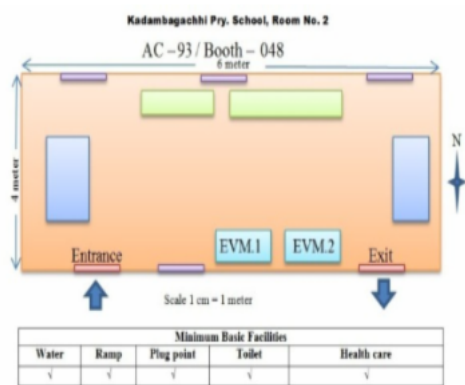 Kadambagachhi Pry. School, Room No. 2
AC –93 / Booth – 048
6 meter
4 meter
N
EVM.1 EVM.2
Entrance Exit
Scale 1 cm = 1 meter
Minimum Basic Facilities
Water Ramp Plug point Toilet Health care
√ √ √ √ √